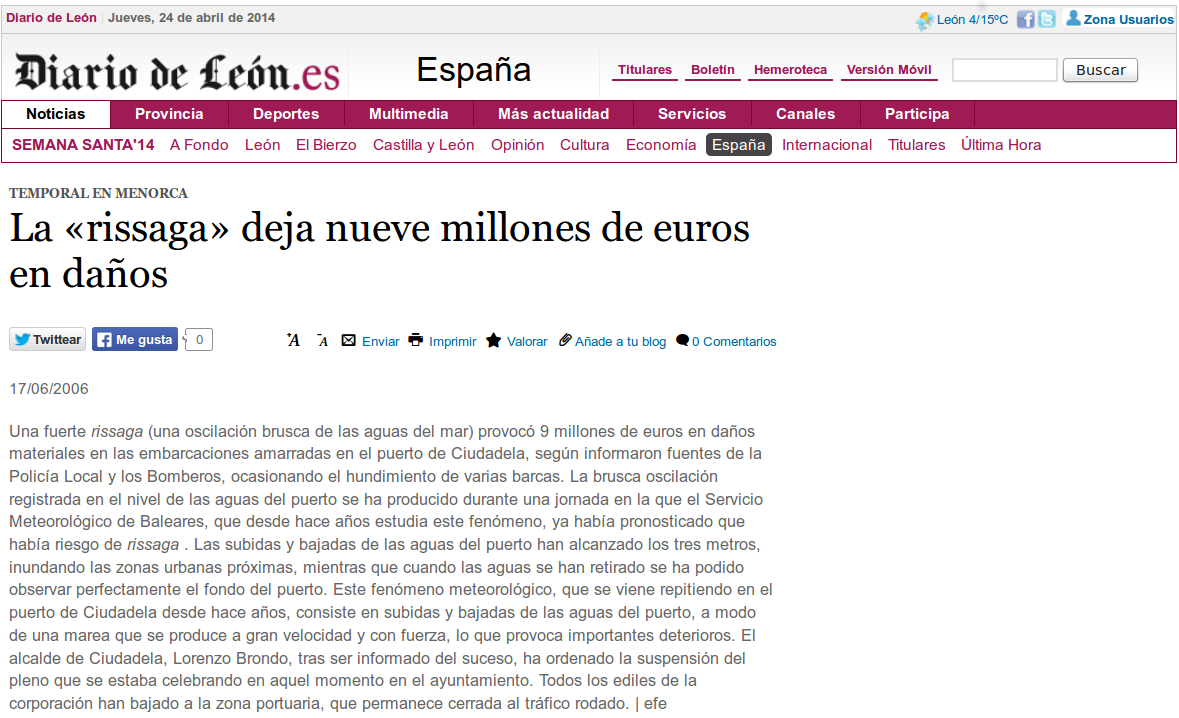 Diario de León | Jueves, 24 de abril de 2014
León 4/15ºC
Zona Usuarios
Diario de León.es
España
Titulares Boletín Hemeroteca Versión Móvil
Buscar
Noticias Provincia Deportes Multimedia Más actualidad Servicios Canales Participa
SEMANA SANTA'14 A Fondo León El Bierzo Castilla y León Opinión Cultura Economía España Internacional Titulares Última Hora
TEMPORAL EN MENORCA
La «rissaga» deja nueve millones de euros
en daños
Twittear Me gusta 0 +A -A Enviar Imprimir Valorar Añade a tu blog 0 Comentarios
17/06/2006
Una fuerte rissaga (una oscilación brusca de las aguas del mar) provocó 9 millones de euros en daños
materiales en las embarcaciones amarradas en el puerto de Ciudadela, según informaron fuentes de la
Policía Local y los Bomberos, ocasionando el hundimiento de varias barcas. La brusca oscilación
registrada en el nivel de las aguas del puerto se ha producido durante una jornada en la que el Servicio
Meteorológico de Baleares, que desde hace años estudia este fenómeno, ya había pronosticado que
había riesgo de rissaga . Las subidas y bajadas de las aguas del puerto han alcanzado los tres metros,
inundando las zonas urbanas próximas, mientras que cuando las aguas se han retirado se ha podido
observar perfectamente el fondo del puerto. Este fenómeno meteorológico, que se viene repitiendo en el
puerto de Ciudadela desde hace años, consiste en subidas y bajadas de las aguas del puerto, a modo
de una marea que se produce a gran velocidad y con fuerza, lo que provoca importantes deterioros. El
alcalde de Ciudadela, Lorenzo Brondo, tras ser informado del suceso, ha ordenado la suspensión del
pleno que se estaba celebrando en aquel momento en el ayuntamiento. Todos los ediles de la
corporación han bajado a la zona portuaria, que permanece cerrada al tráfico rodado. | efe